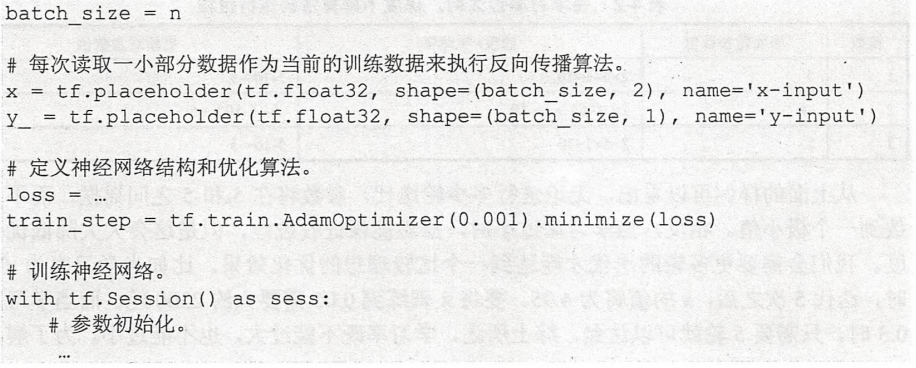 batch_size = n
# 每次读取一小部分数据作为当前的训练数据来执行反向传播算法。
x = tf.placeholder(tf.float32, shape=(batch_size, 2), name='x-input')
y_ = tf.placeholder(tf.float32, shape=(batch_size, 1), name='y-input')
# 定义神经网络结构和优化算法。
loss = …
train_step = tf.train.AdamOptimizer(0.001).minimize(loss)
# 训练神经网络。
with tf.Session() as sess:
# 参数初始化。
…